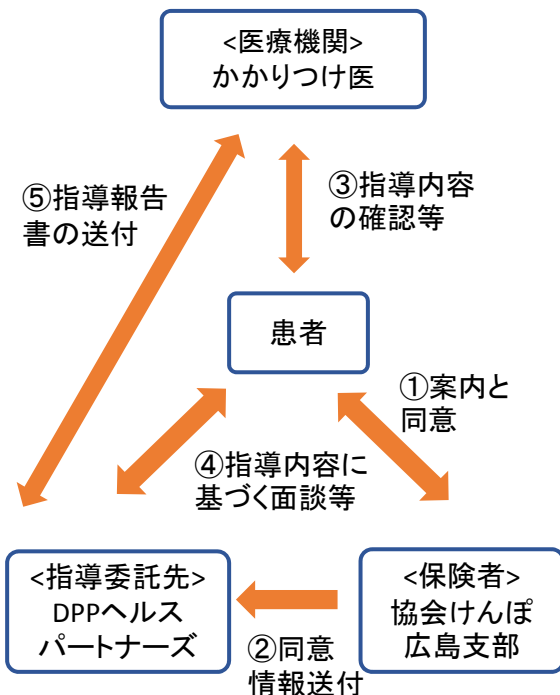 <医療機関>
かかりつけ医
⑤指導報告
書の送付
③指導内容
の確認等
患者
①案内と
同意
④指導内容に
基づく面談等
<指導委託先>
DPPヘルス
パートナーズ
<保険者>
協会けんぽ
広島支部
②同意
情報送付